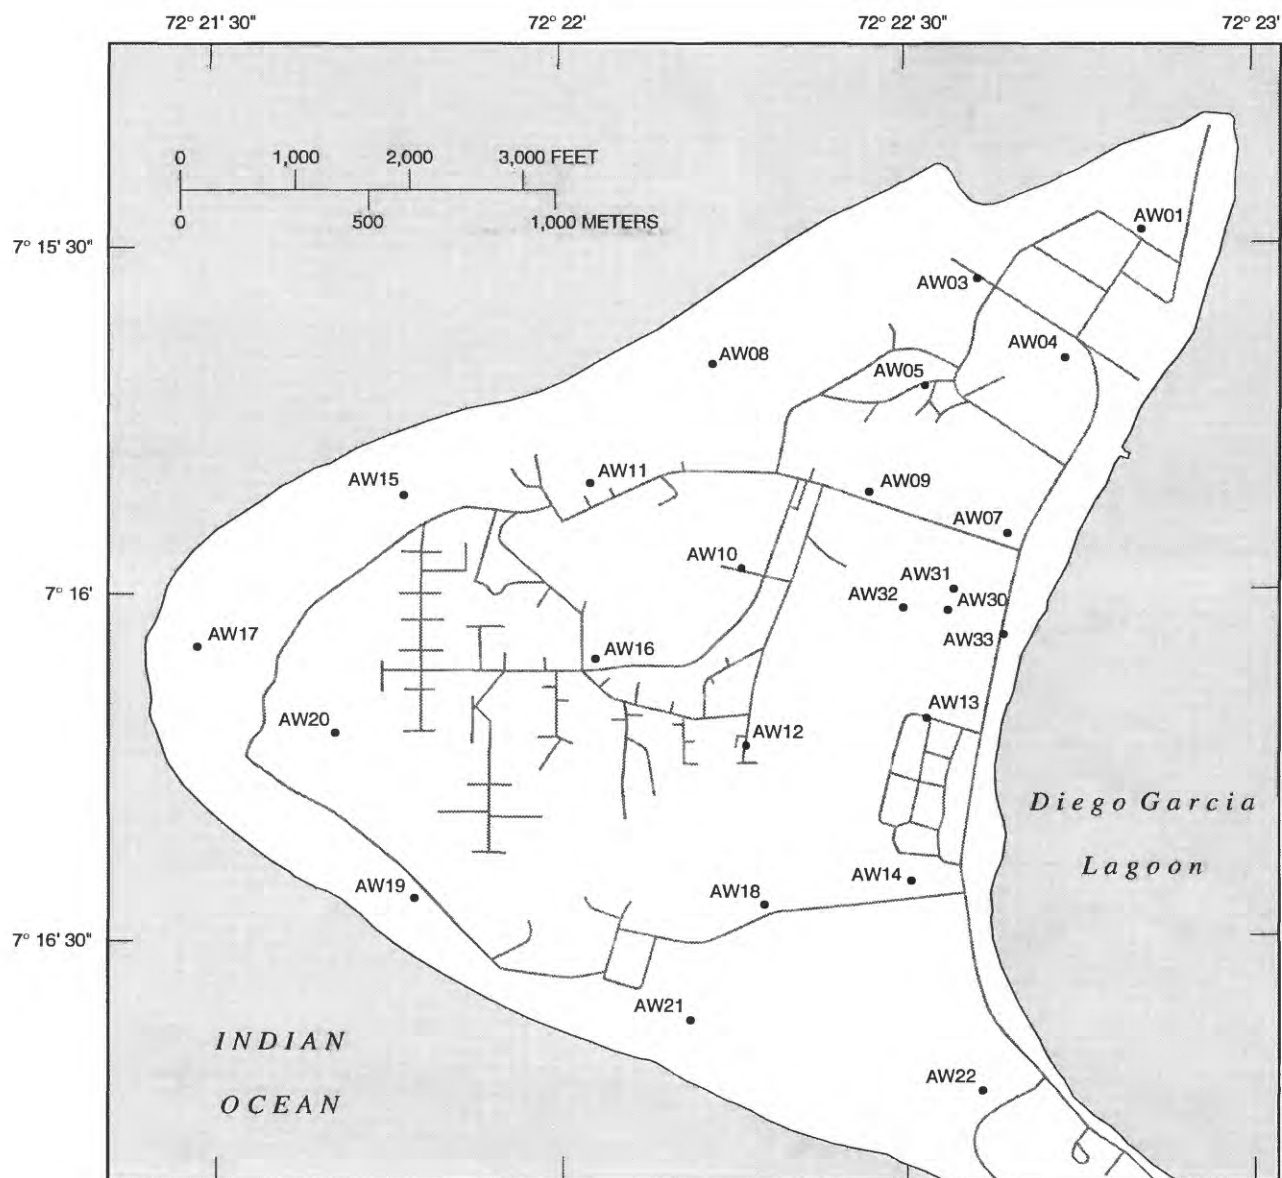 72° 21' 30"
72° 22'
72° 22' 30"
72° 23'
0 1,000 2,000 3,000 FEET
0 500 1,000 METERS
AW01
7° 15' 30"
AW03
AW04
AW08
AW05
AW11
AW15
AW09
AW07
AW10
AW31
7° 16'
AW32
AW30
AW17
AW33
AW16
AW13
AW20
AW12
Diego Garcia
Lagoon
AW14
AW19
AW18
7° 16' 30"
AW21
INDIAN
AW22
OCEAN